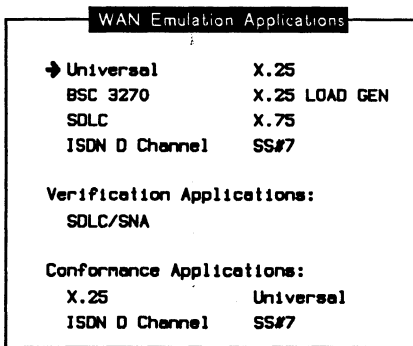 WAN Emulation Applications
➔ Universal X.25
BSC 3270 X.25 LOAD GEN
SDLC X.75
ISDN D Channel SS#7
Verification Applications:
SDLC/SNA
Conformance Applications:
X.25 Universal
ISDN D Channel SS#7